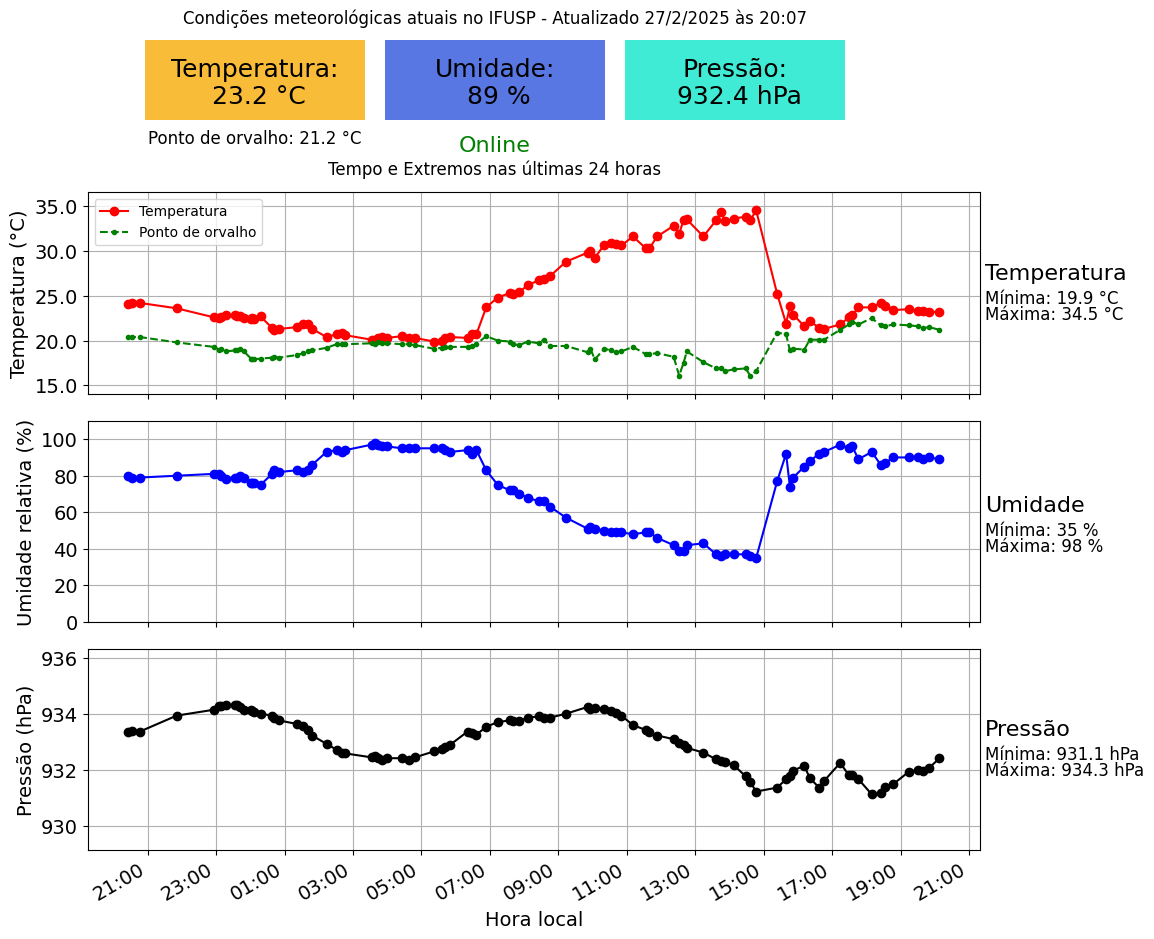 Condições meteorológicas atuais no IFUSP - Atualizado 27/2/2025 às 20:07
Temperatura:
23.2 °C
Umidade:
89 %
Pressão:
932.4 hPa
Ponto de orvalho: 21.2 °C
Online
Tempo e Extremos nas últimas 24 horas
Temperatura (°C)
35.0
30.0
25.0
20.0
15.0
Temperatura
Ponto de orvalho
Temperatura
Mínima: 19.9 °C
Máxima: 34.5 °C
Umidade relativa (%)
100
80
60
40
20
0
Umidade
Mínima: 35 %
Máxima: 98 %
Pressão (hPa)
936
934
932
930
Pressão
Mínima: 931.1 hPa
Máxima: 934.3 hPa
21:00 23:00 01:00 03:00 05:00 07:00 09:00 11:00 13:00 15:00 17:00 19:00 21:00
Hora local